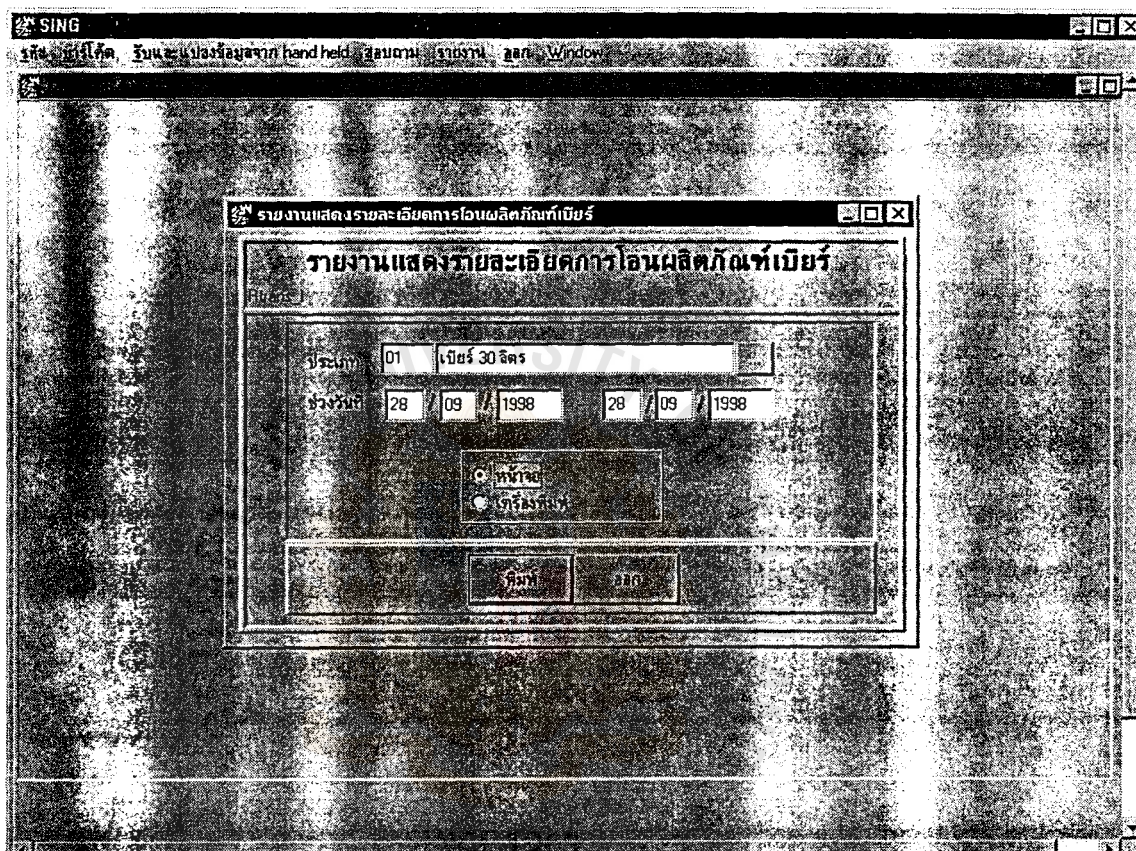 SING
รหัส บาร์โค้ด รับและแปลงข้อมูลจาก hand held สอบถาม รายงาน ออก Window
รายงานแสดงรายละเอียดการโอนผลิตภัณฑ์เบียร์
รายงานแสดงรายละเอียดการโอนผลิตภัณฑ์เบียร์
ประเภท 01 เบียร์ 30 ลิตร
ช่วงวันที่ 28 / 09 / 1998 28 / 09 / 1998
หน้าจอ
เครื่องพิมพ์
พิมพ์ ออก